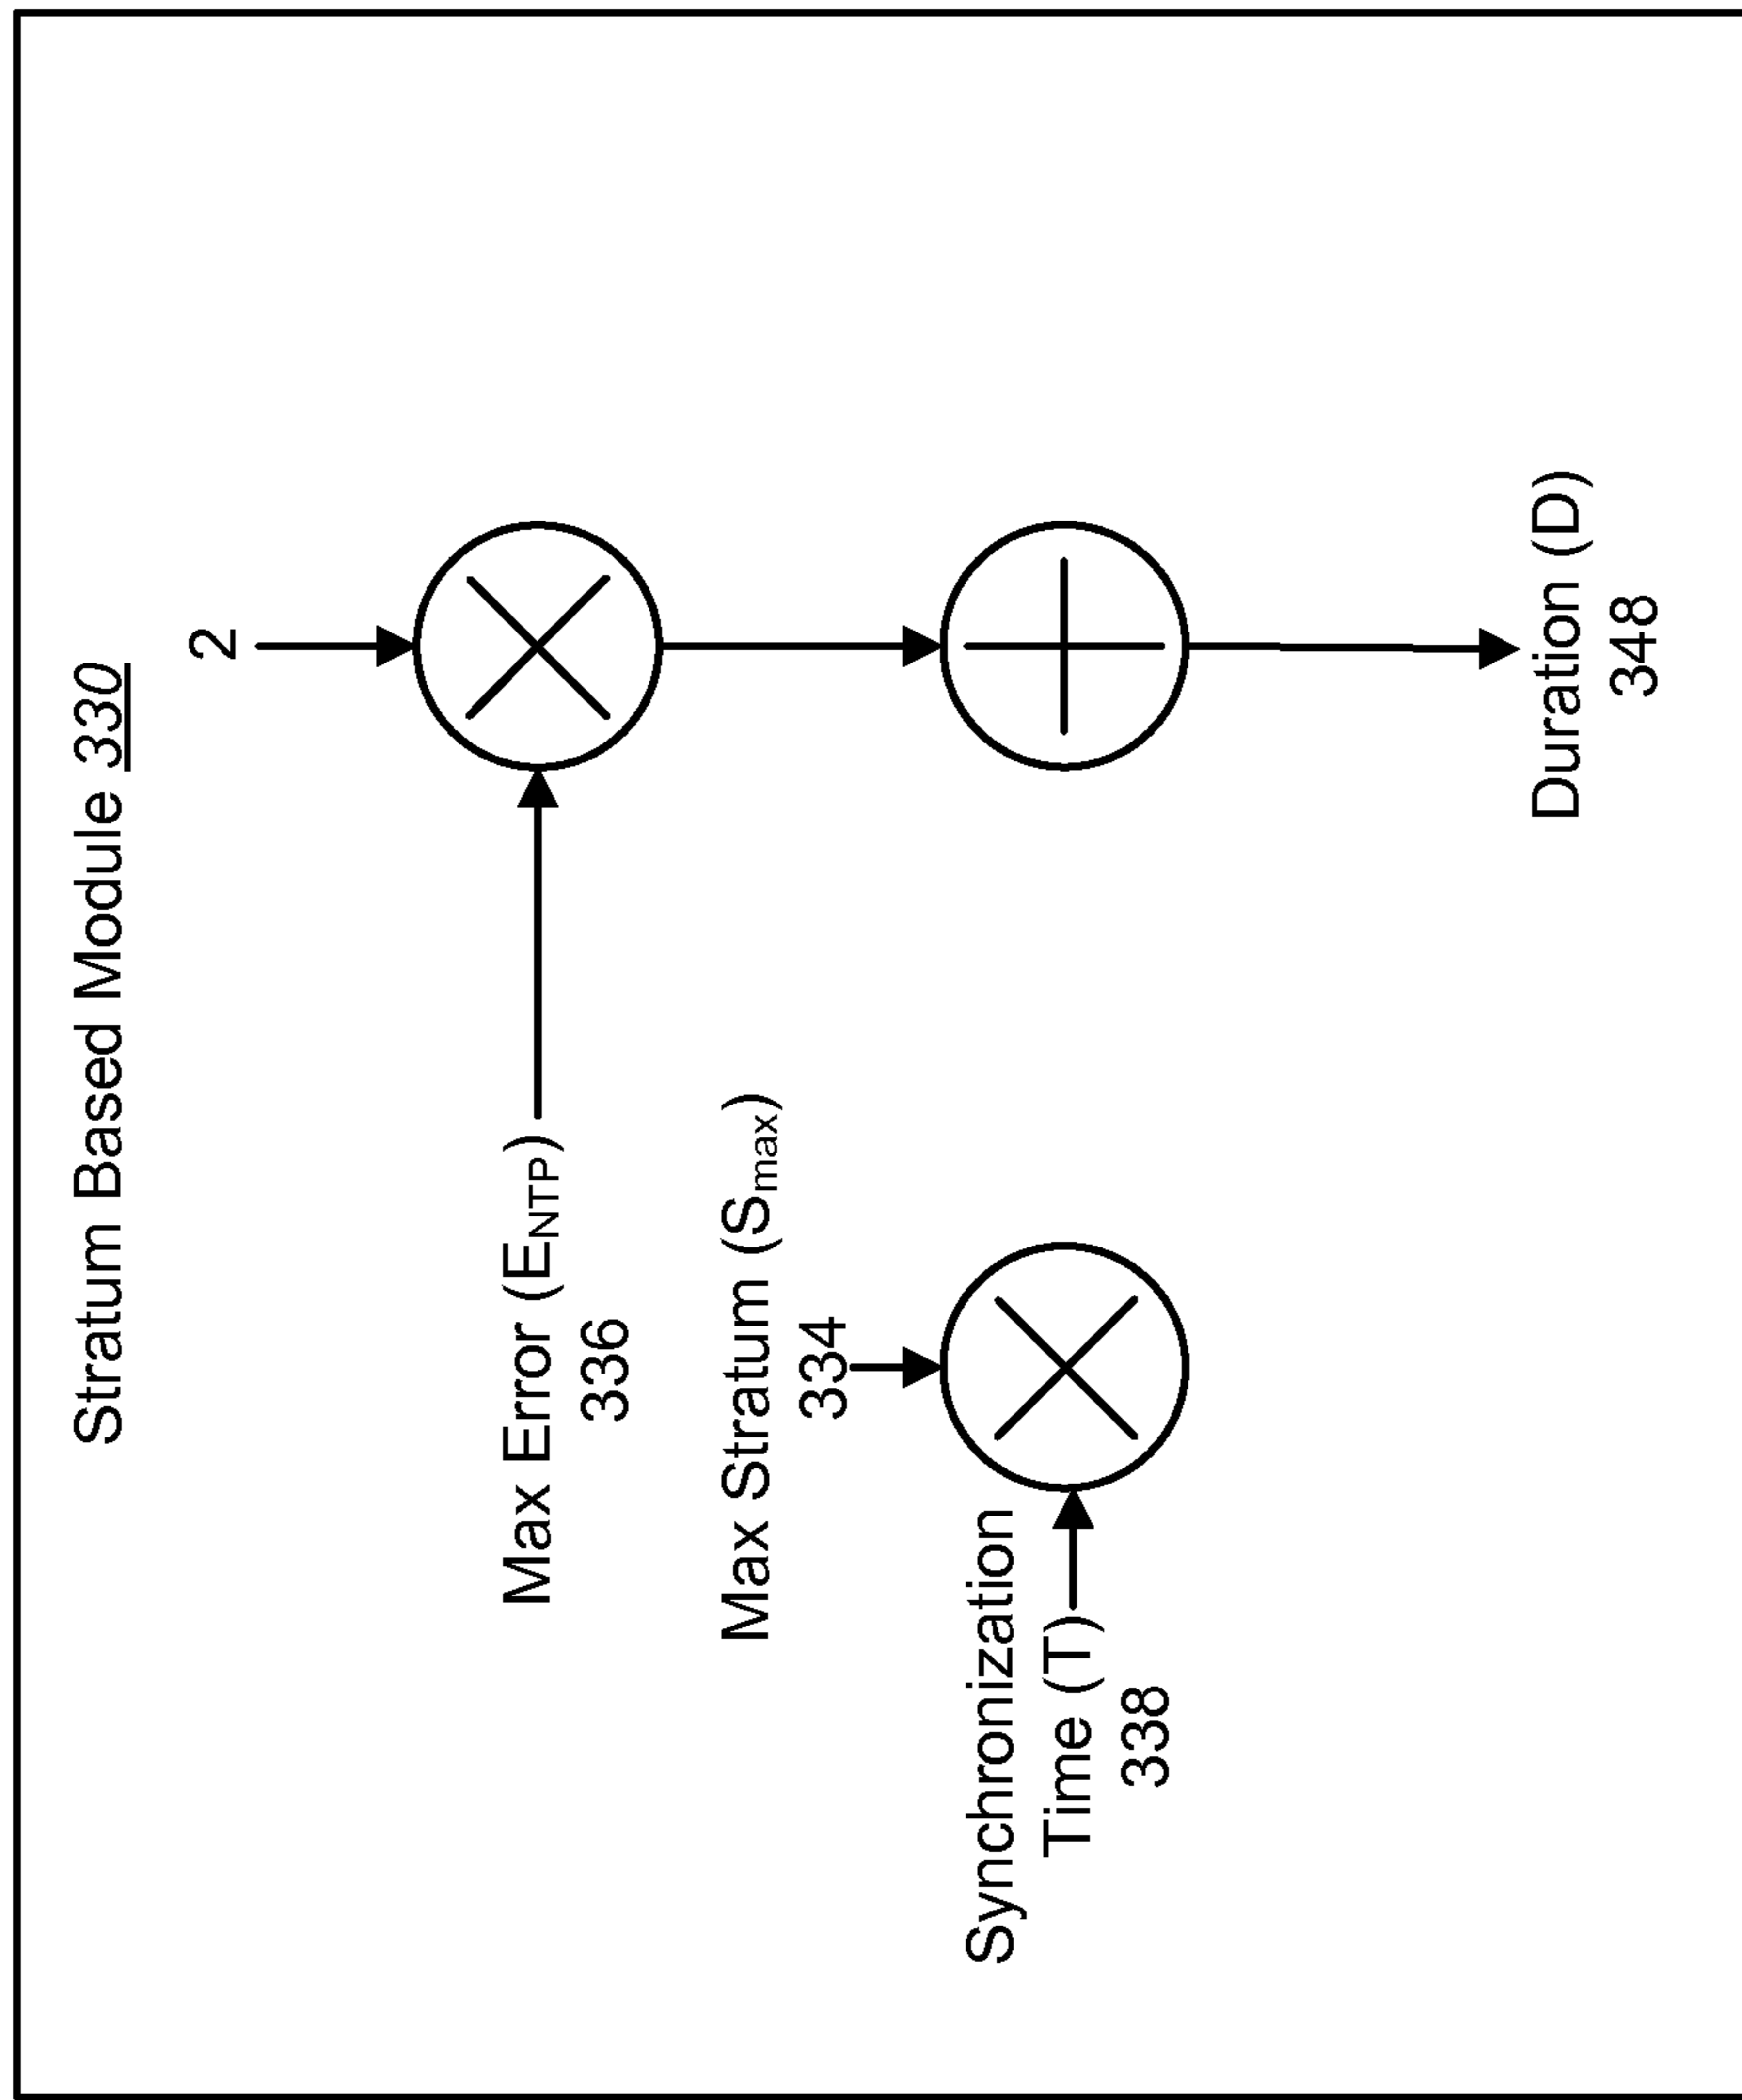 Stratum Based Module 330
2
Max Error (ENTP)
336
Max Stratum (Smax)
334
Synchronization
Time (T)
338
Duration (D)
348